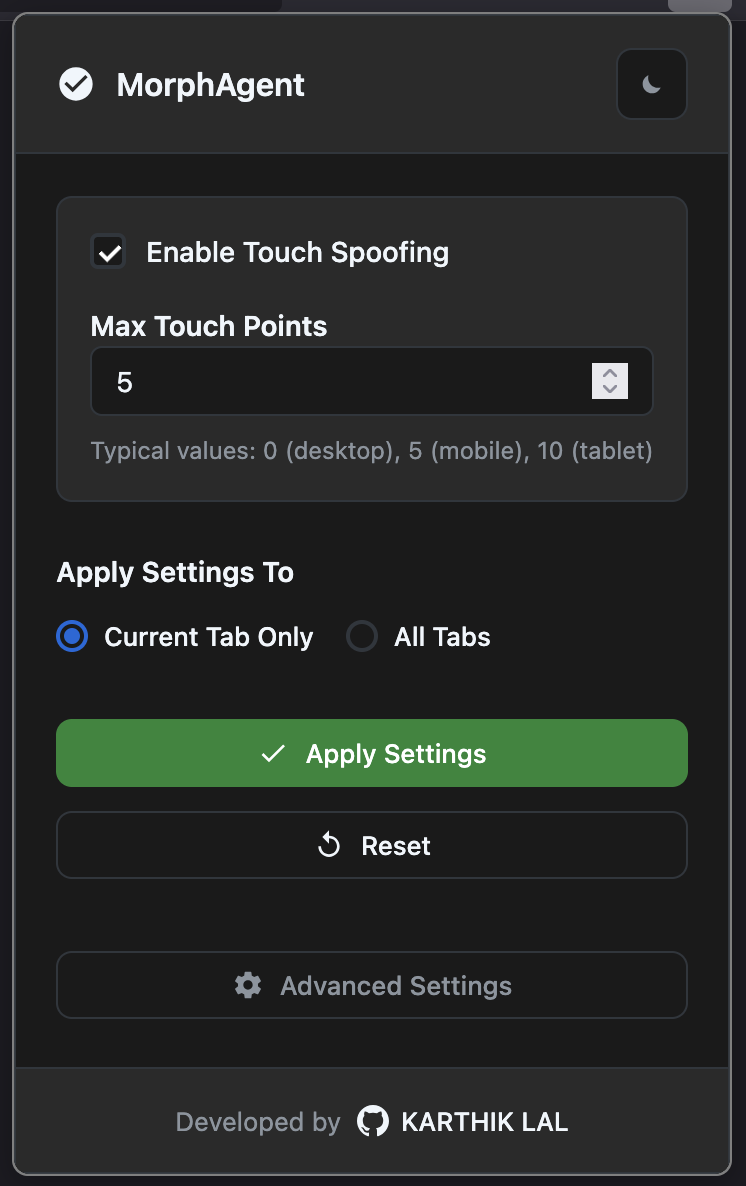 MorphAgent
Enable Touch Spoofing
Max Touch Points
5
Typical values: 0 (desktop), 5 (mobile), 10 (tablet)
Apply Settings To
Current Tab Only All Tabs
Apply Settings
Reset
Advanced Settings
Developed by KARTHIK LAL